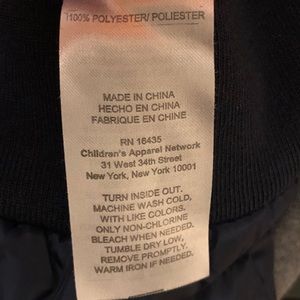 100% POLYESTER/ POLIESTER
MADE IN CHINA
HECHO EN CHINA
FABRIQUE EN CHINE
RN 16435
Children's Apparel Network
31 West 34th Street
New York, New York 10001
TURN INSIDE OUT.
MACHINE WASH COLD,
WITH LIKE COLORS.
ONLY NON-CHLORINE
BLEACH WHEN NEEDED.
TUMBLE DRY LOW,
REMOVE PROMPTLY.
WARM IRON IF NEEDED.